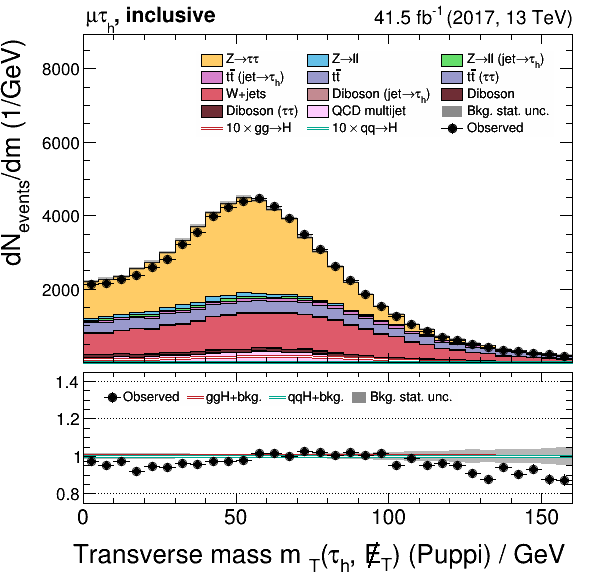 μτh, inclusive 41.5 fb⁻¹ (2017, 13 TeV)
dNevents/dm (1/GeV)
8000
6000
4000
2000
Z→ττ Z→ll Z→ll (jet→τh)
tt̄ (jet→τh) tt̄ tt̄ (ττ)
W+jets Diboson (jet→τh) Diboson
Diboson (ττ) QCD multijet Bkg. stat. unc.
10 × gg→H 10 × qq→H Observed
1.4
1.2
1
0.8
Observed ggH+bkg. qqH+bkg. Bkg. stat. unc.
0 50 100 150
Transverse mass m T(τh, E̸T) (Puppi) / GeV